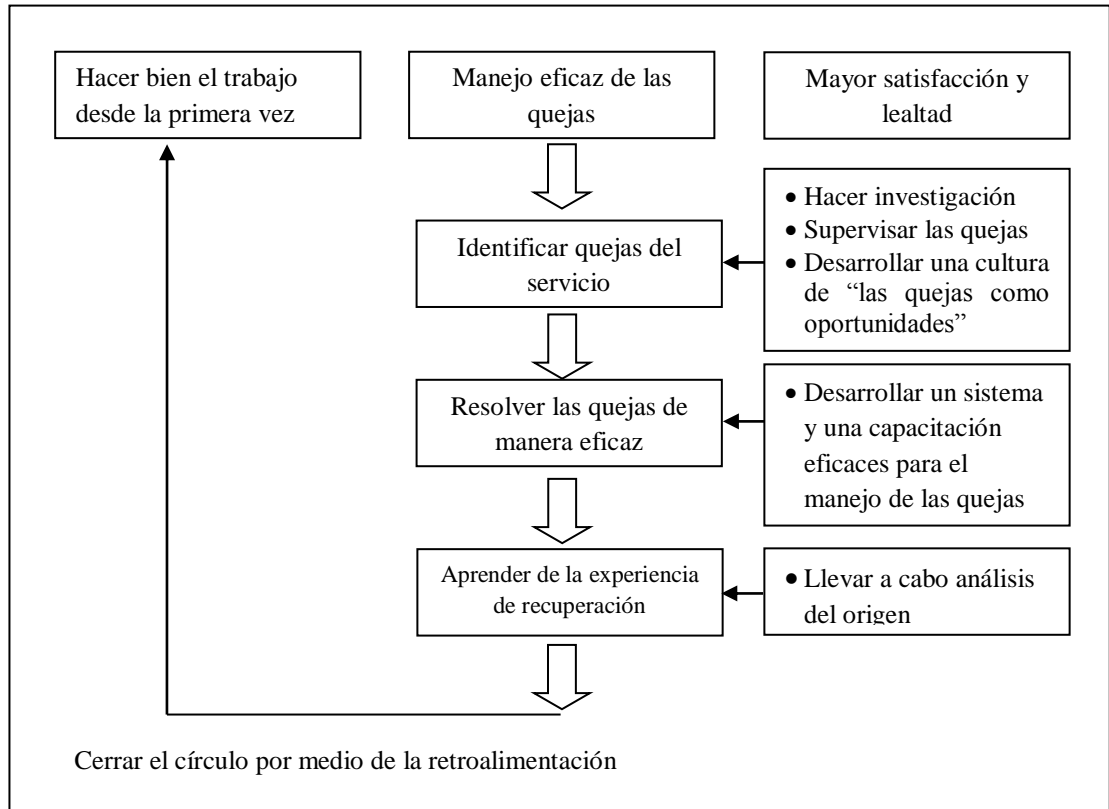 Hacer bien el trabajo
desde la primera vez
Manejo eficaz de las
quejas
Mayor satisfacción y
lealtad
Identificar quejas del
servicio
• Hacer investigación
• Supervisar las quejas
• Desarrollar una cultura
de “las quejas como
oportunidades”
Resolver las quejas de
manera eficaz
• Desarrollar un sistema
y una capacitación
eficaces para el
manejo de las quejas
Aprender de la experiencia
de recuperación
• Llevar a cabo análisis
del origen
Cerrar el círculo por medio de la retroalimentación